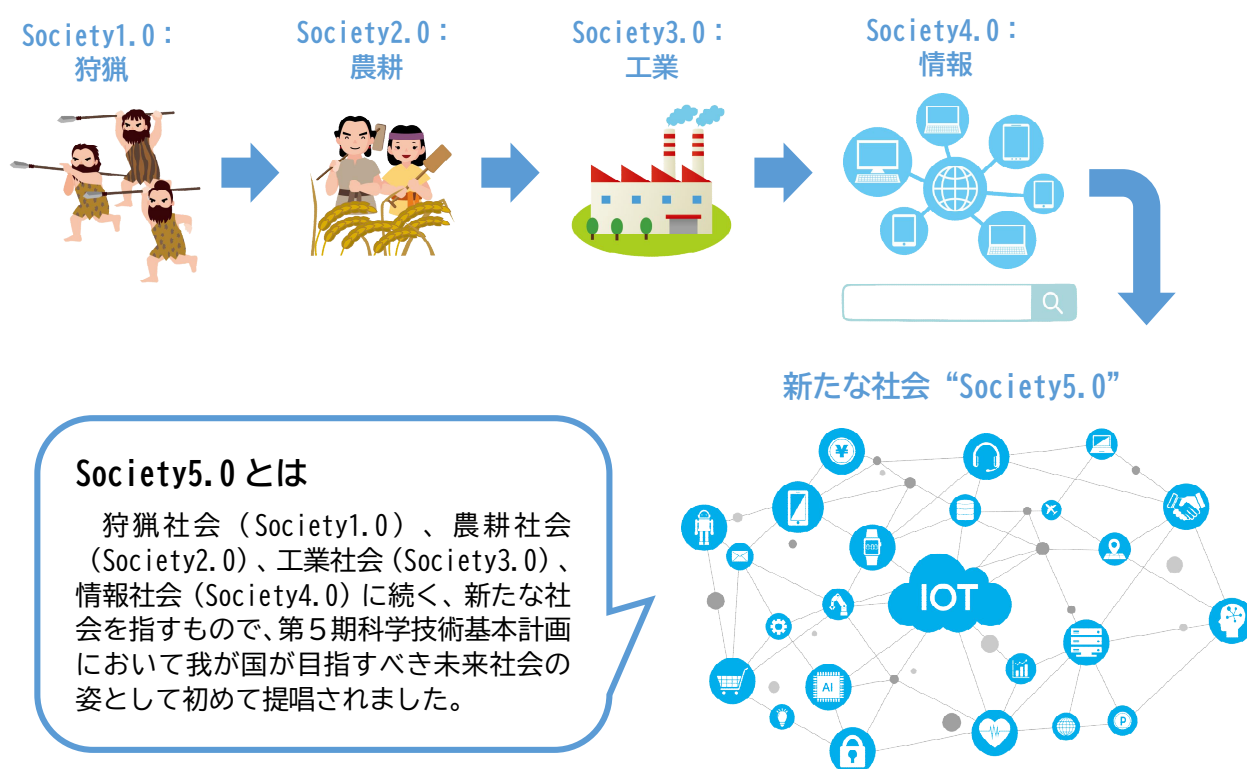 Society1.0：
狩猟
Society2.0：
農耕
Society3.0：
工業
Society4.0：
情報
新たな社会“Society5.0”
Society5.0とは
狩猟社会（Society1.0）、農耕社会
（Society2.0）、工業社会（Society3.0）、
情報社会（Society4.0）に続く、新たな社
会を指すもので、第５期科学技術基本計画
において我が国が目指すべき未来社会の
姿として初めて提唱されました。
¥
IOT
AI
P